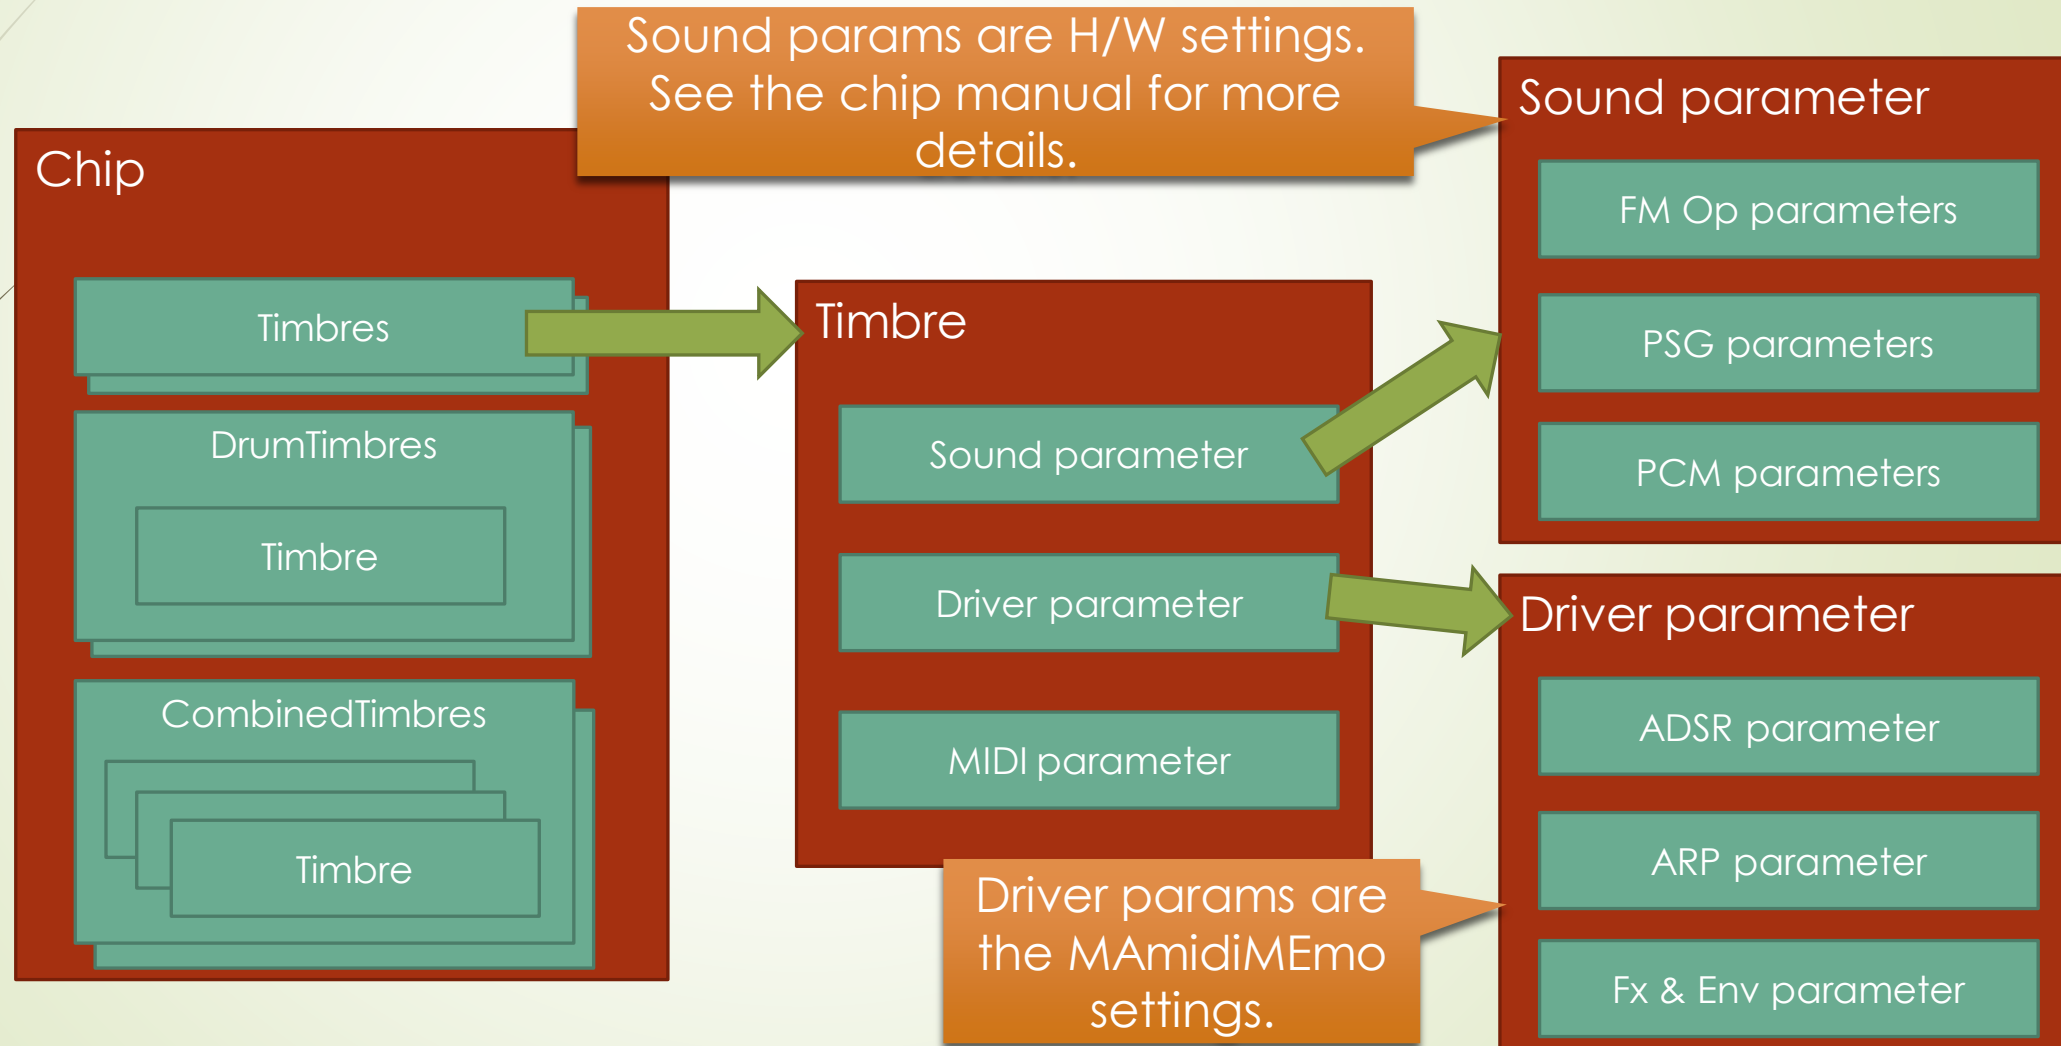 Sound params are H/W settings.
See the chip manual for more
details.
Chip
Timbres
DrumTimbres
Timbre
CombinedTimbres
Timbre
Timbre
Sound parameter
Driver parameter
MIDI parameter
Driver params are
the MAmidiMEmo
settings.
Sound parameter
FM Op parameters
PSG parameters
PCM parameters
Driver parameter
ADSR parameter
ARP parameter
Fx & Env parameter